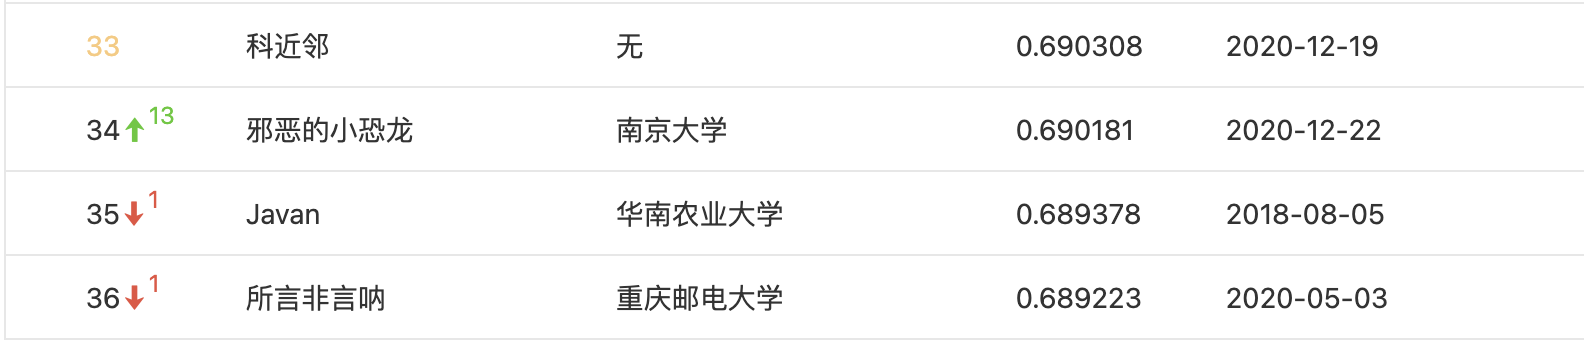 33 科近邻 无 0.690308 2020-12-19
34 13 邪恶的小恐龙 南京大学 0.690181 2020-12-22
35 1 Javan 华南农业大学 0.689378 2018-08-05
36 1 所言非言呐 重庆邮电大学 0.689223 2020-05-03